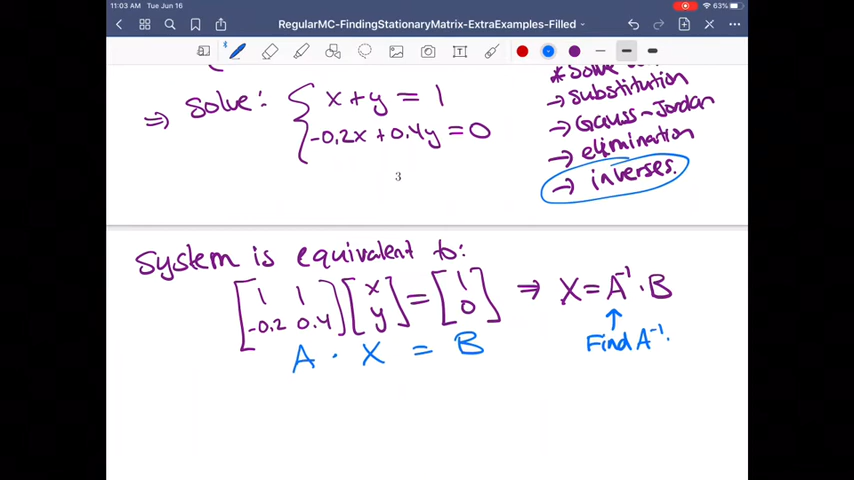 11:03 AM Tue Jun 16
63%
RegularMC-FindingStationaryMatrix-ExtraExamples-Filled
* Solve
⇒ solve: { x + y = 1
-0.2x + 0.4y = 0
→ substitution
→ Gauss-Jordan
→ elimination
→ inverses.
3
System is equivalent to:
[1 1 [x = [1 ⇒ X = A⁻¹ · B
-0.2 0.4] y] 0]
A · X = B
↑
Find A⁻¹.